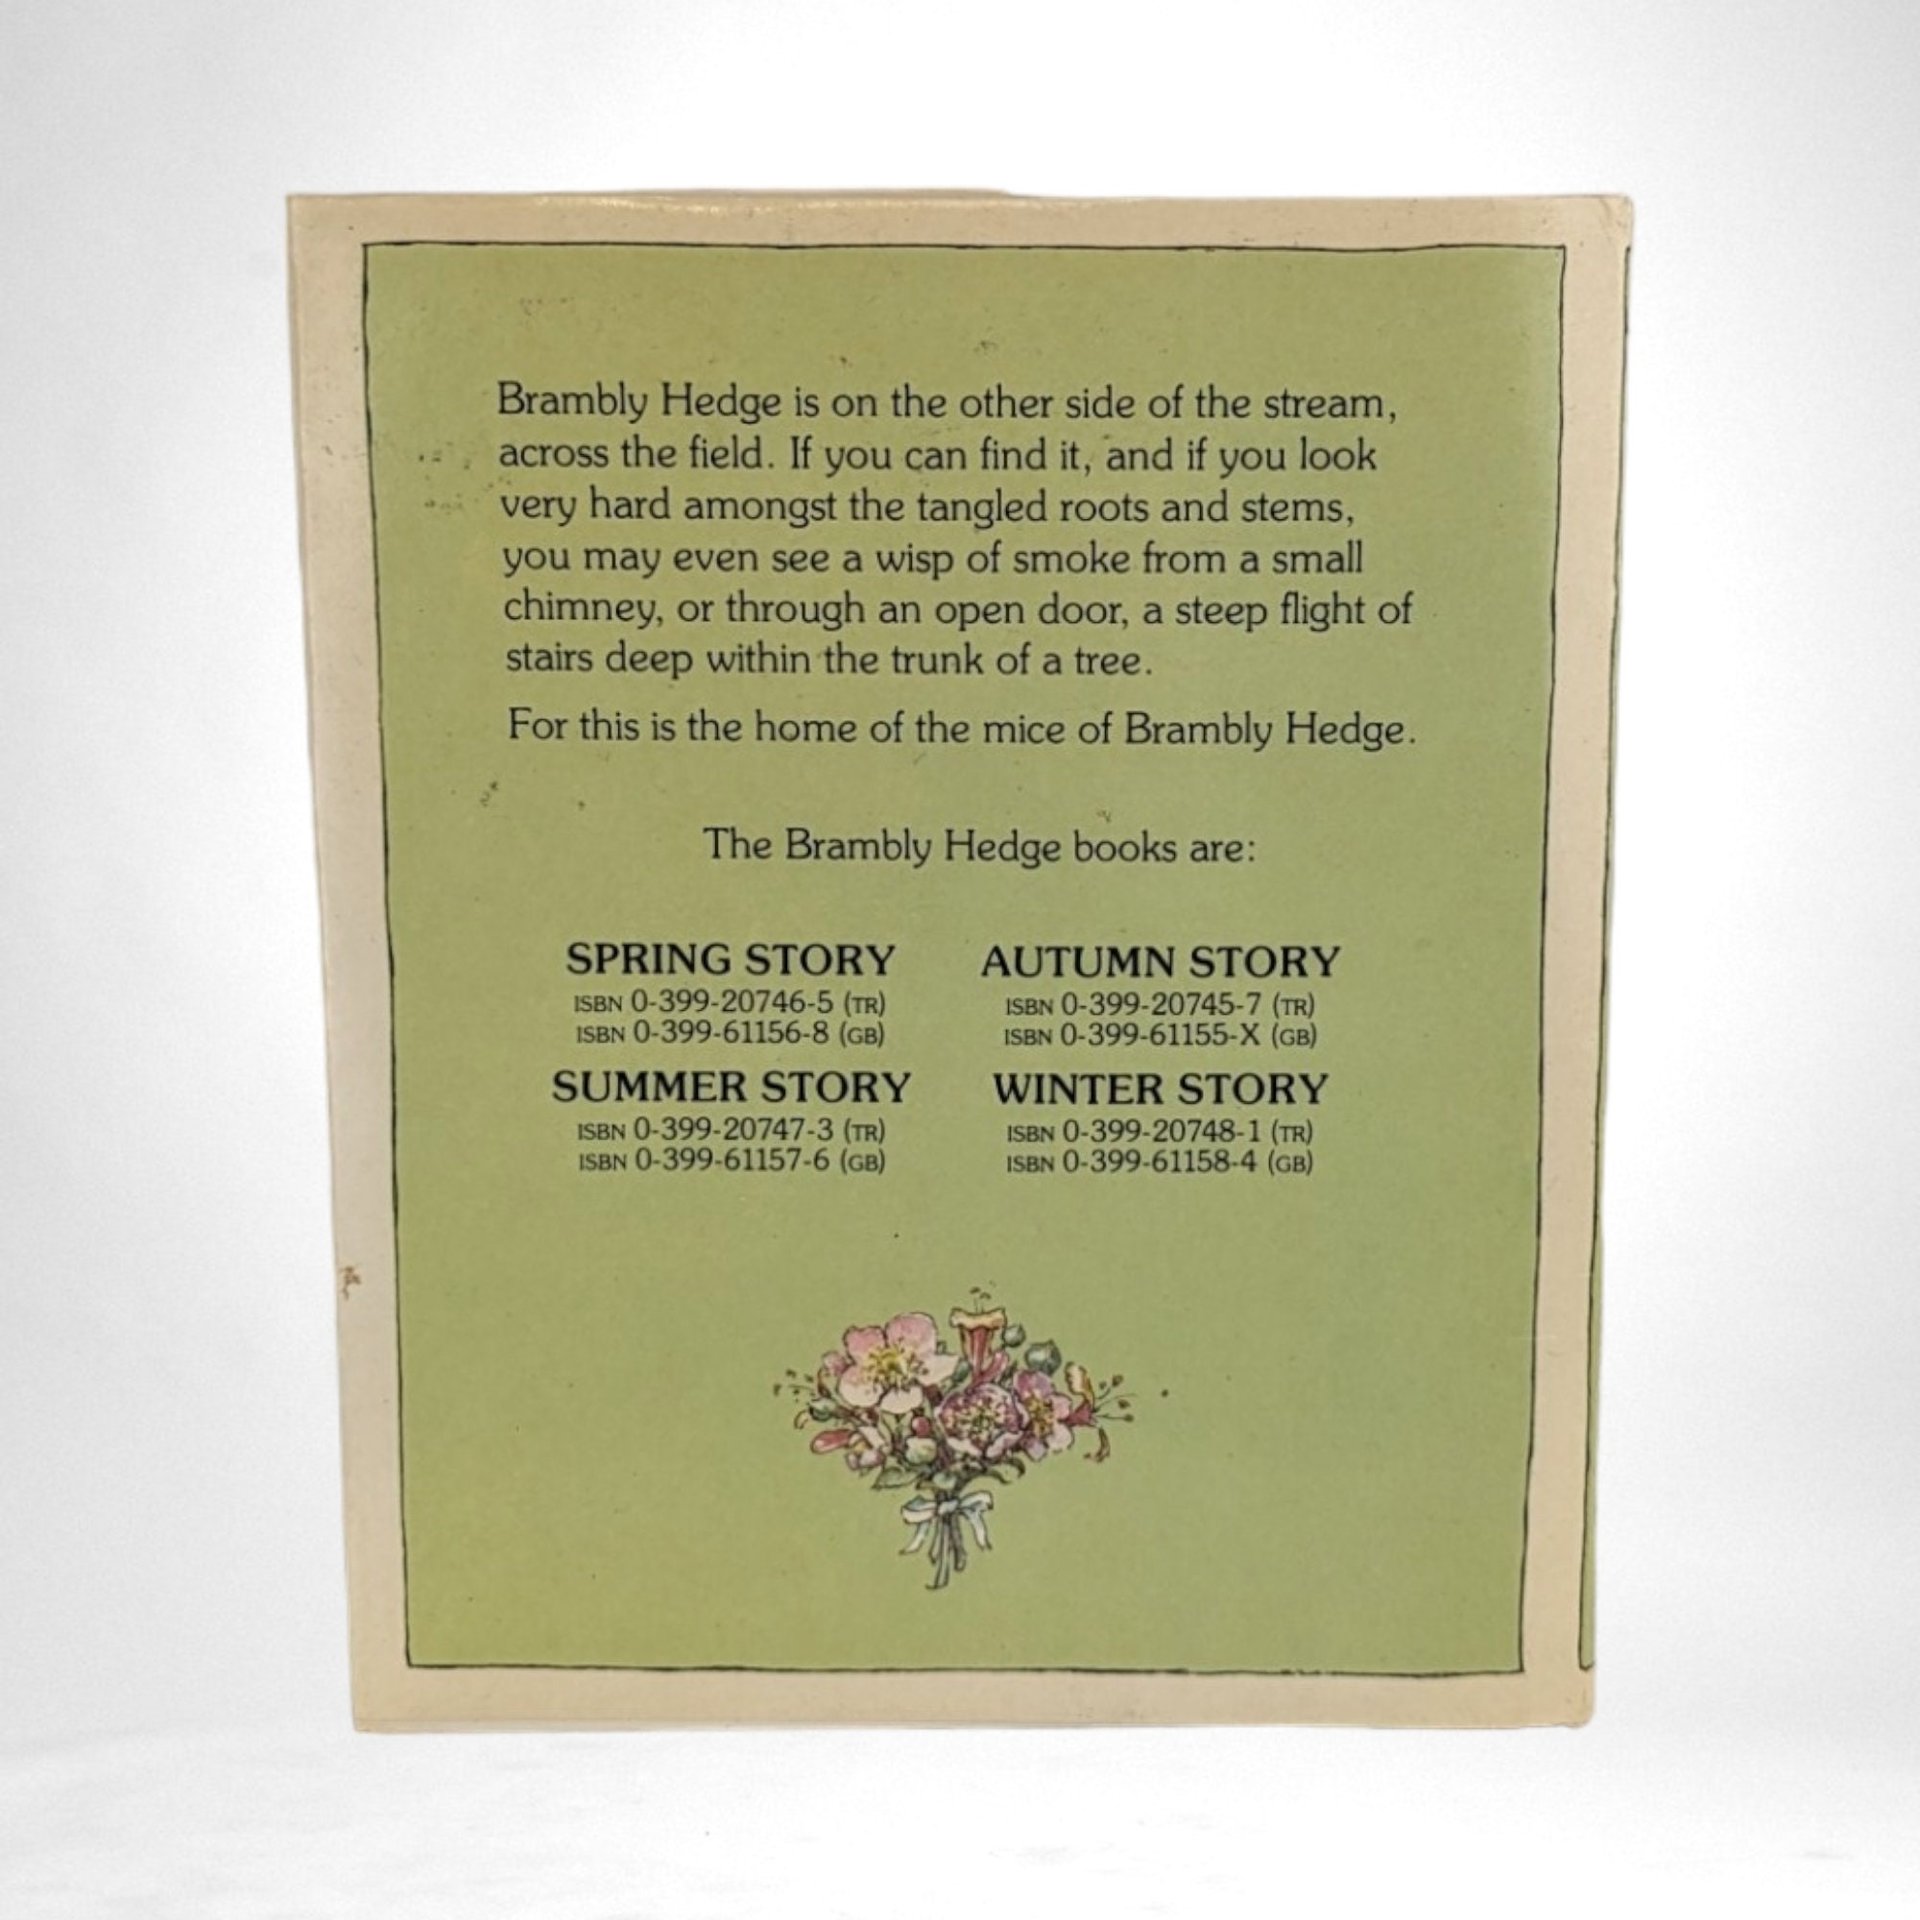 Brambly Hedge is on the other side of the stream,
across the field. If you can find it, and if you look
very hard amongst the tangled roots and stems,
you may even see a wisp of smoke from a small
chimney, or through an open door, a steep flight of
stairs deep within the trunk of a tree.
For this is the home of the mice of Brambly Hedge.
The Brambly Hedge books are:
SPRING STORY
ISBN 0-399-20746-5 (TR)
ISBN 0-399-61156-8 (GB)
AUTUMN STORY
ISBN 0-399-20745-7 (TR)
ISBN 0-399-61155-X (GB)
SUMMER STORY
ISBN 0-399-20747-3 (TR)
ISBN 0-399-61157-6 (GB)
WINTER STORY
ISBN 0-399-20748-1 (TR)
ISBN 0-399-61158-4 (GB)